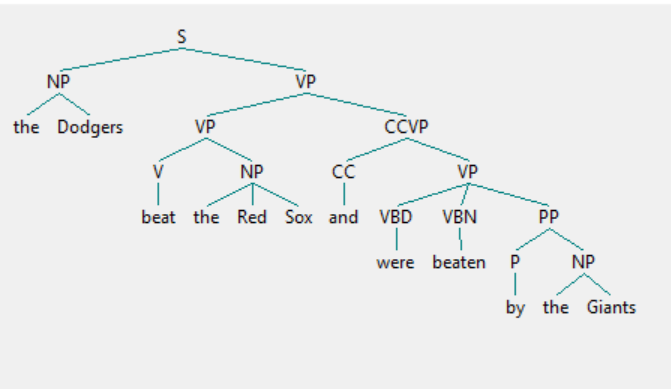 S
NP VP
the Dodgers VP CCVP
V NP CC VP
beat the Red Sox and VBD VBN PP
were beaten P NP
by the Giants